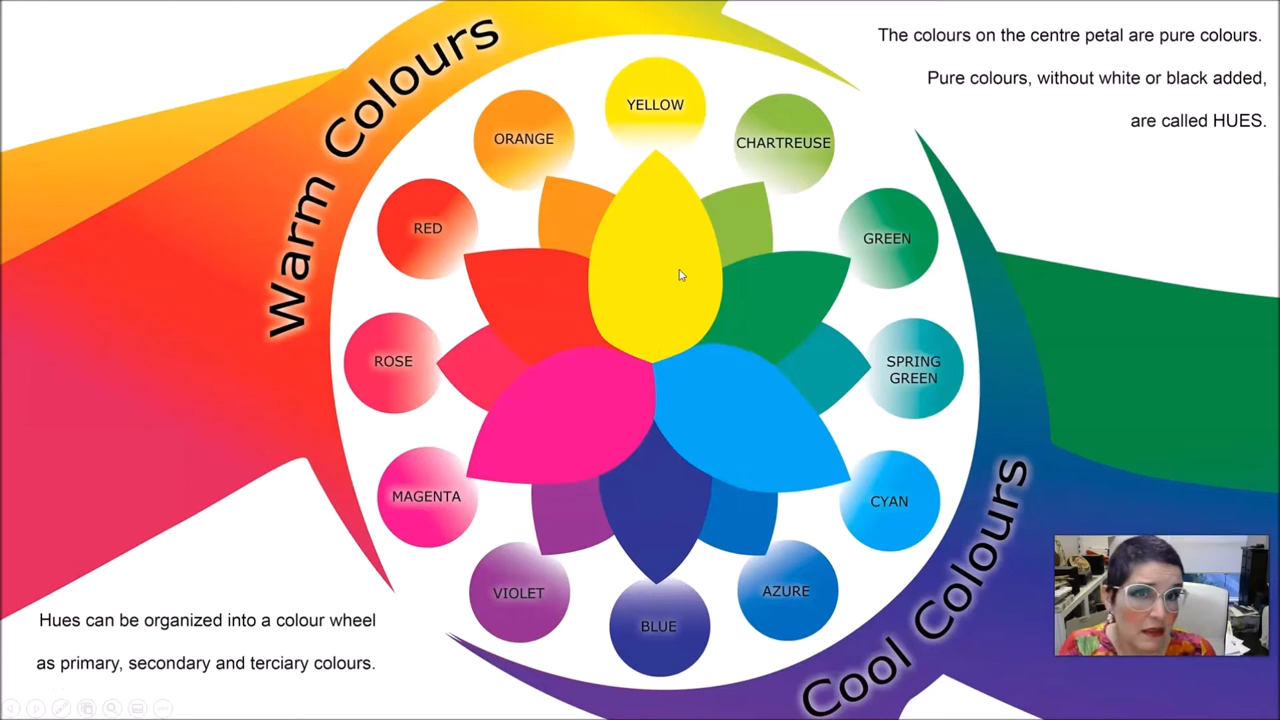 Warm Colours
The colours on the centre petal are pure colours.
Pure colours, without white or black added,
are called HUES.
YELLOW
ORANGE
CHARTREUSE
RED
GREEN
ROSE
SPRING
GREEN
MAGENTA
CYAN
VIOLET
AZURE
BLUE
Cool Colours
Hues can be organized into a colour wheel
as primary, secondary and terciary colours.